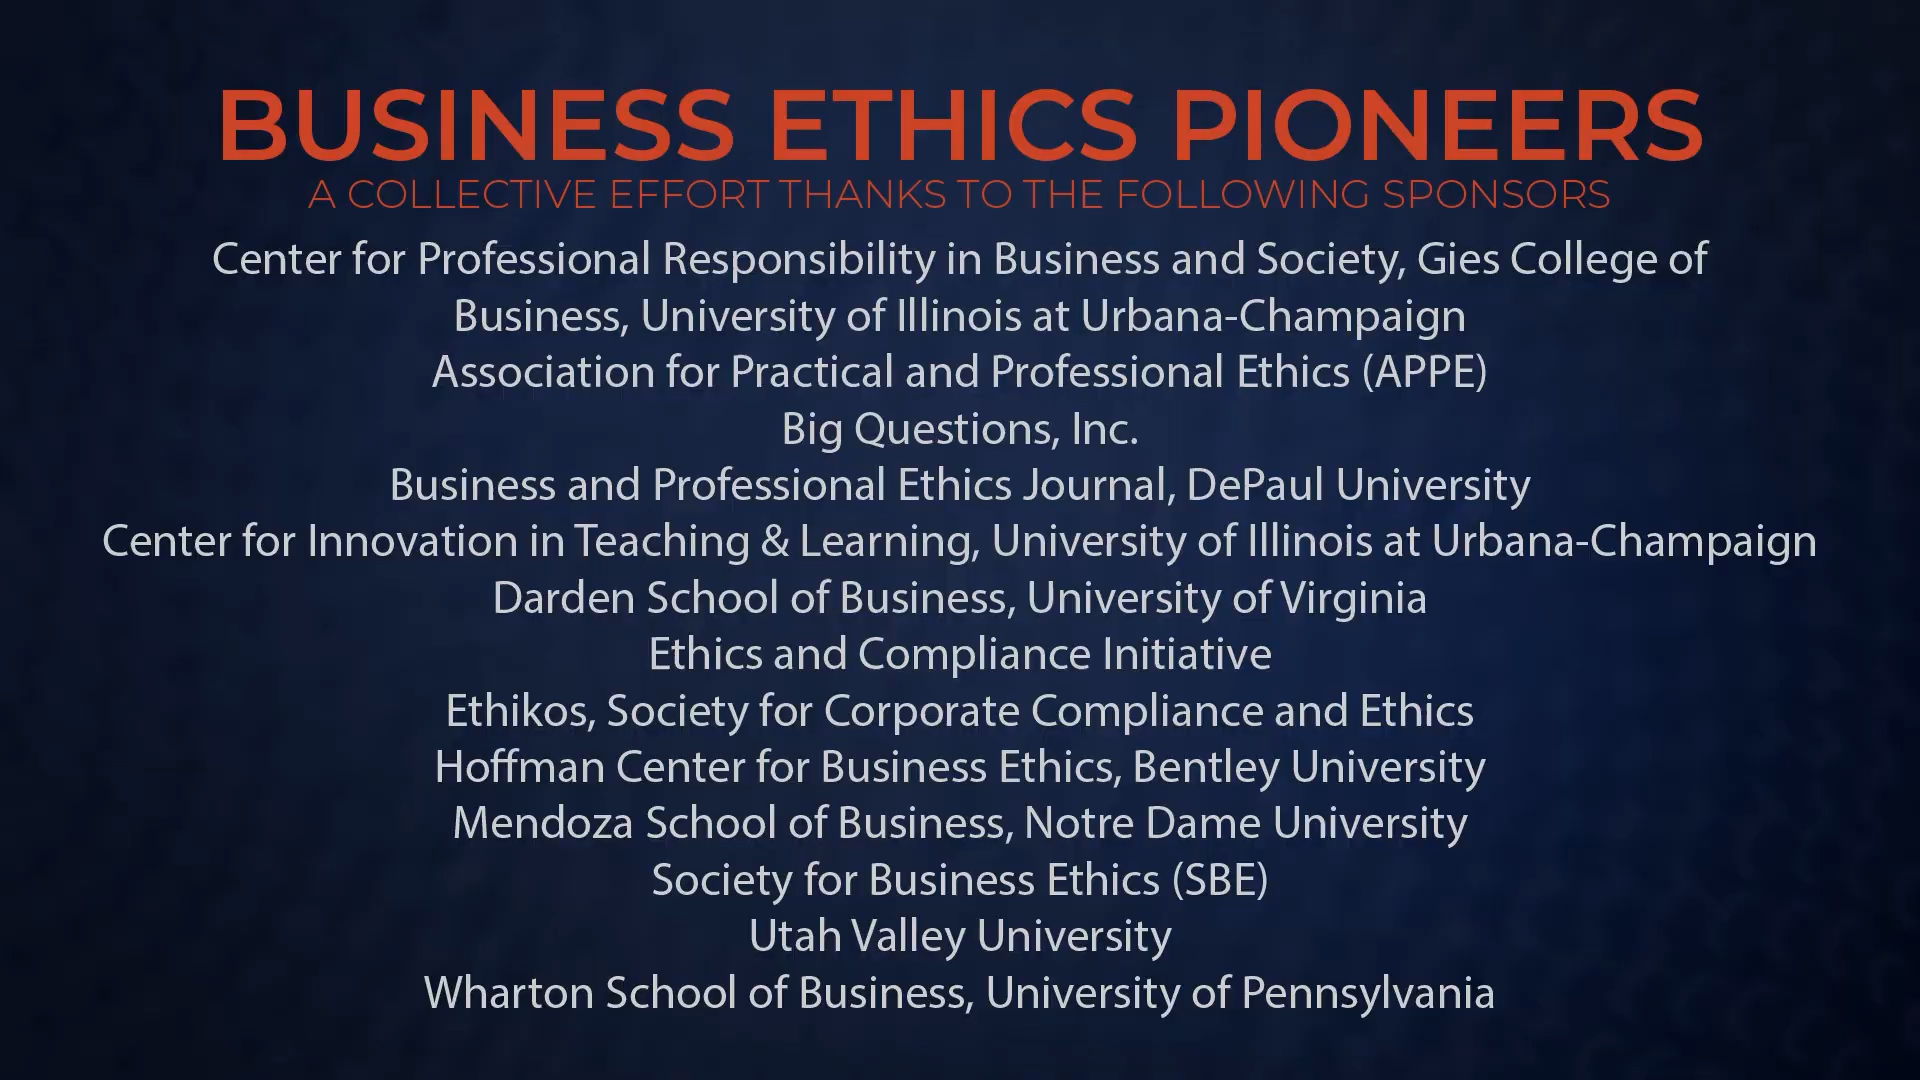 BUSINESS ETHICS PIONEERS
A COLLECTIVE EFFORT THANKS TO THE FOLLOWING SPONSORS
Center for Professional Responsibility in Business and Society, Gies College of
Business, University of Illinois at Urbana-Champaign
Association for Practical and Professional Ethics (APPE)
Big Questions, Inc.
Business and Professional Ethics Journal, DePaul University
Center for Innovation in Teaching & Learning, University of Illinois at Urbana-Champaign
Darden School of Business, University of Virginia
Ethics and Compliance Initiative
Ethikos, Society for Corporate Compliance and Ethics
Hoffman Center for Business Ethics, Bentley University
Mendoza School of Business, Notre Dame University
Society for Business Ethics (SBE)
Utah Valley University
Wharton School of Business, University of Pennsylvania